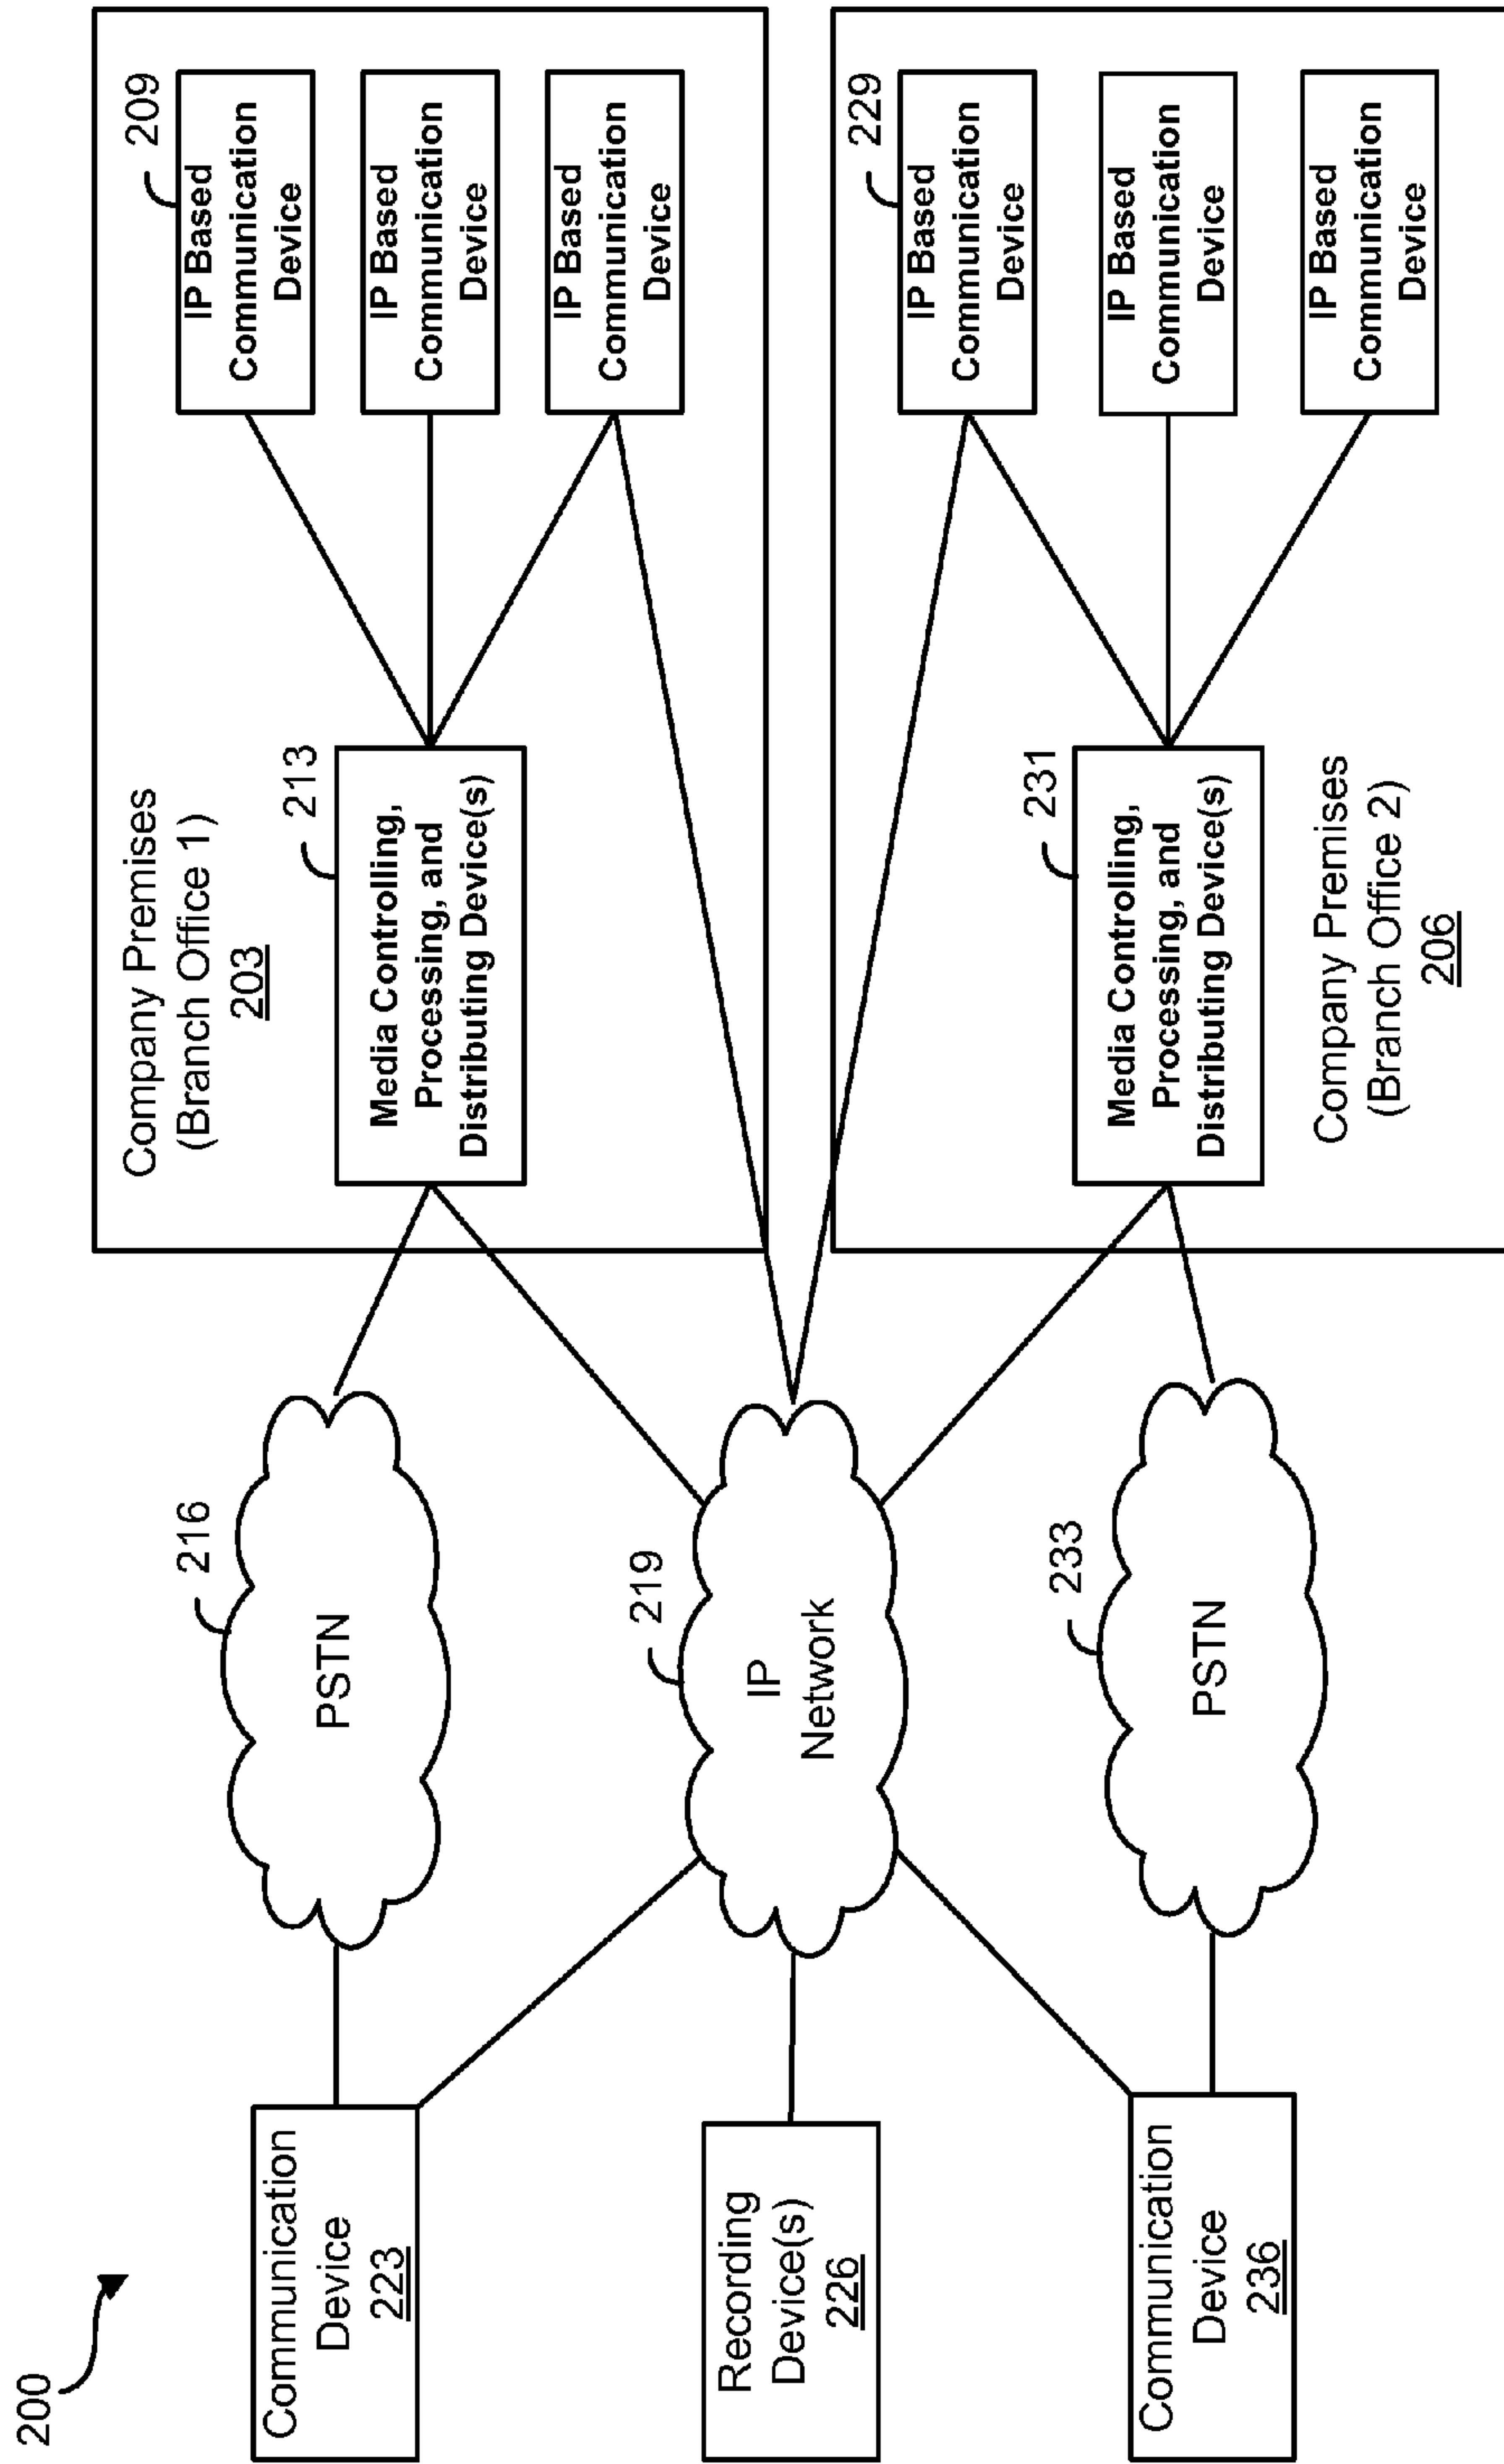 200
Communication
Device
223
Recording
Device(s)
226
Communication
Device
236
216
PSTN
219
IP
Network
233
PSTN
Company Premises
(Branch Office 1)
203
213
Media Controlling,
Processing, and
Distributing Device(s)
209
IP Based
Communication
Device
IP Based
Communication
Device
IP Based
Communication
Device
231
Media Controlling,
Processing, and
Distributing Device(s)
Company Premises
(Branch Office 2)
206
229
IP Based
Communication
Device
IP Based
Communication
Device
IP Based
Communication
Device